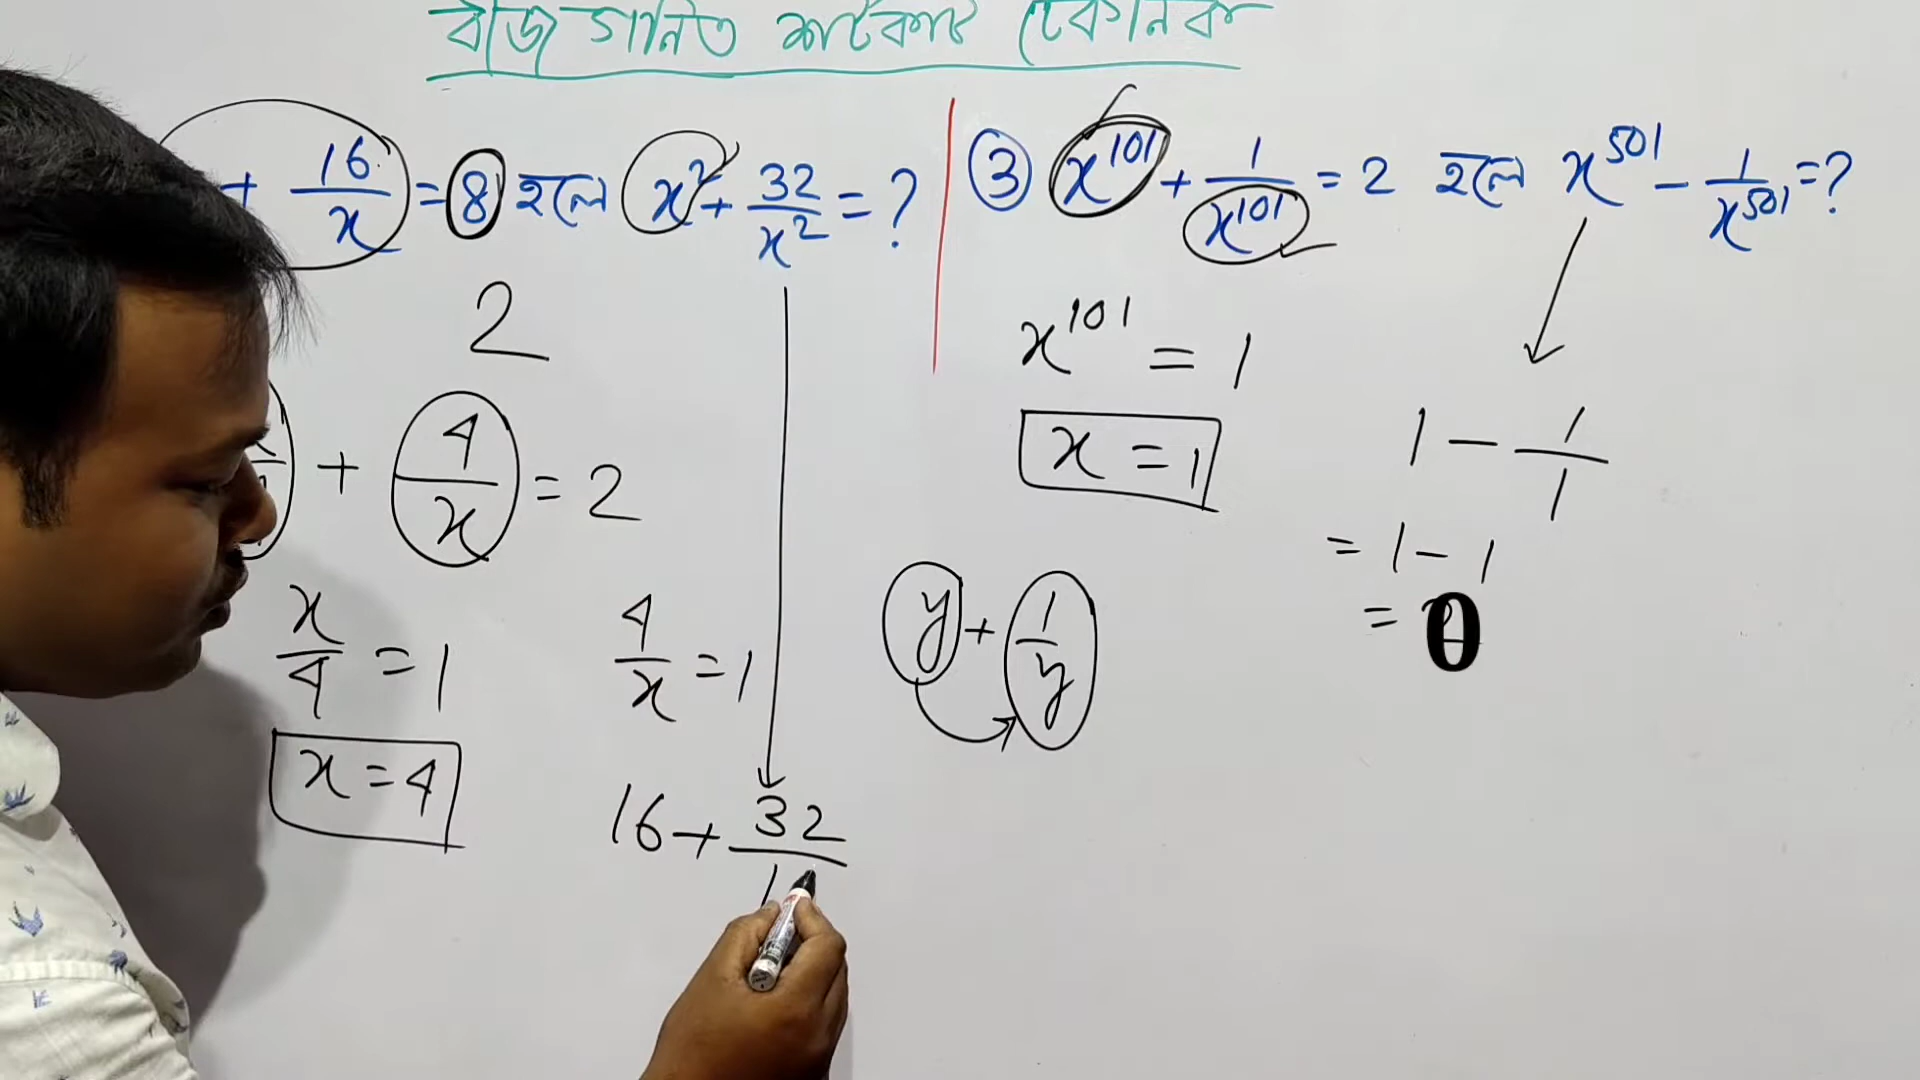 বীজগানিত শর্টকাট টেকনিক
+ 16/x = 8 হলে x² + 32/x² = ?
③ x¹⁰¹ + 1/x¹⁰¹ = 2 হলে x⁵⁰¹ - 1/x⁵⁰¹ = ?
2
+ 4/x = 2
x/4 = 1
4/x = 1
x = 4
16 + 32/1
x¹⁰¹ = 1
x = 1
y + 1/y
1 - 1/1
= 1 - 1
= 0